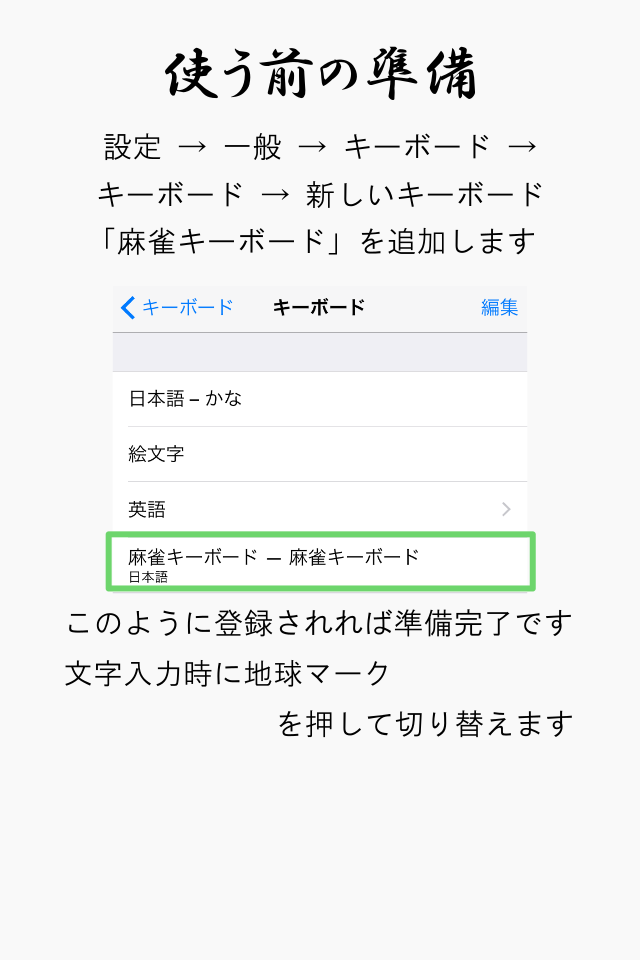 使う前の準備
設定 → 一般 → キーボード →
キーボード → 新しいキーボード
「麻雀キーボード」を追加します
キーボード キーボード 編集
日本語 – かな
絵文字
英語
麻雀キーボード — 麻雀キーボード
日本語
このように登録されれば準備完了です
文字入力時に地球マーク
を押して切り替えます